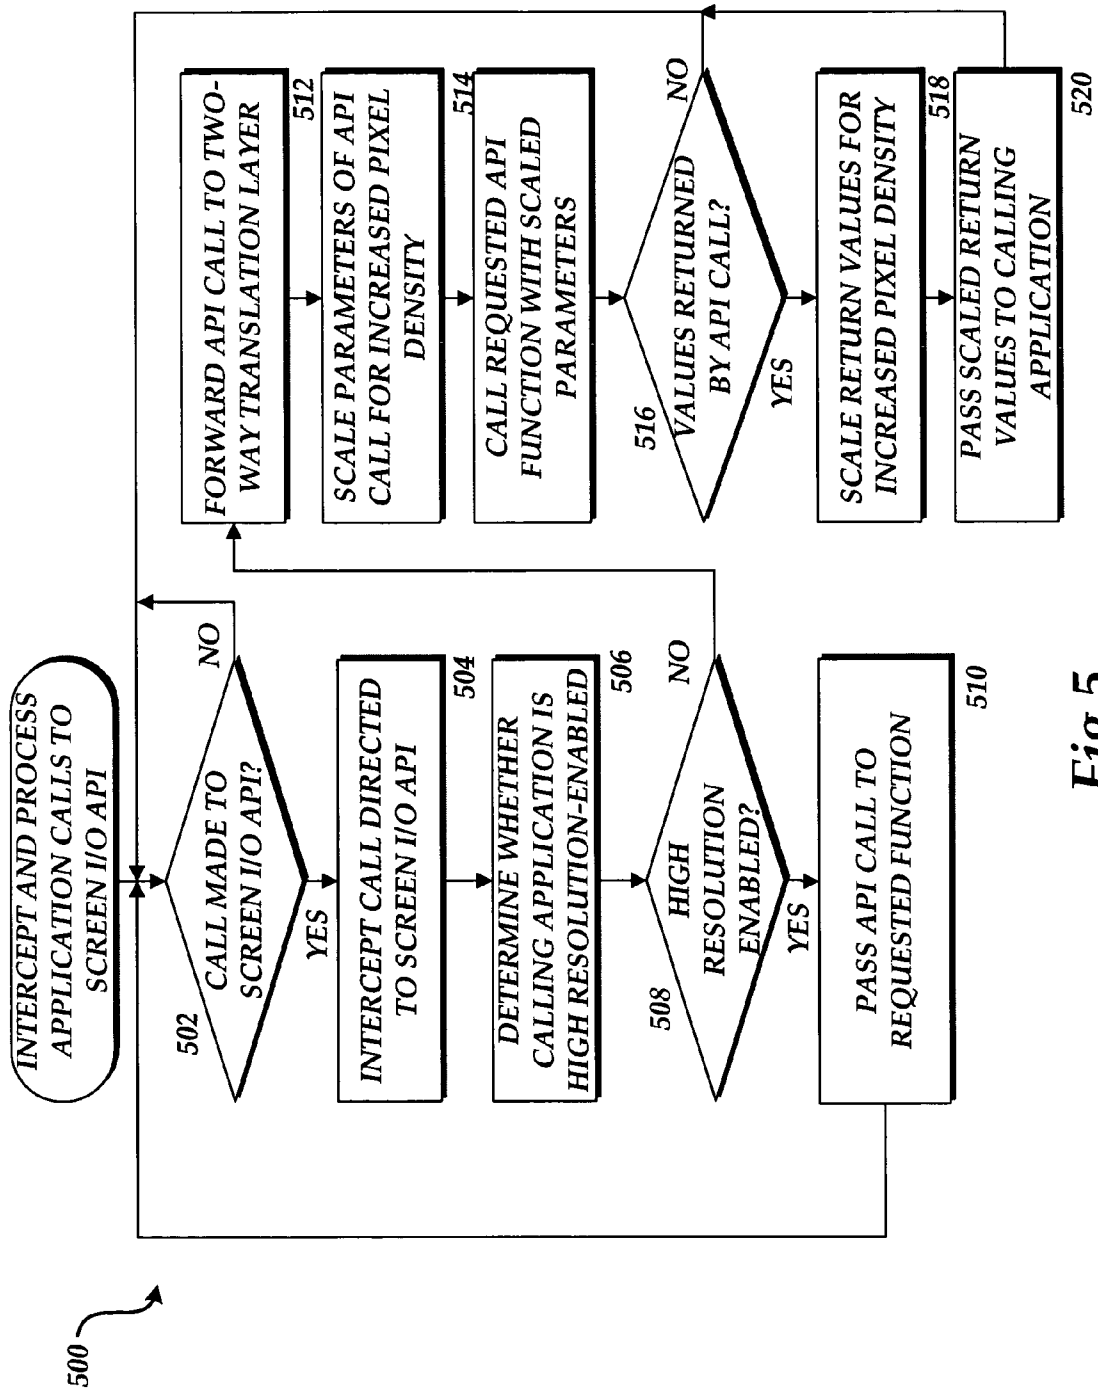 500
INTERCEPT AND PROCESS
APPLICATION CALLS TO
SCREEN I/O API
502
CALL MADE TO
SCREEN I/O API?
NO
YES
INTERCEPT CALL DIRECTED
TO SCREEN I/O API
504
DETERMINE WHETHER
CALLING APPLICATION IS
HIGH RESOLUTION-ENABLED
506
508
HIGH
RESOLUTION
ENABLED?
NO
YES
PASS API CALL TO
REQUESTED FUNCTION
510
FORWARD API CALL TO TWO-
WAY TRANSLATION LAYER
512
SCALE PARAMETERS OF API
CALL FOR INCREASED PIXEL
DENSITY
514
CALL REQUESTED API
FUNCTION WITH SCALED
PARAMETERS
516
VALUES RETURNED
BY API CALL?
NO
YES
SCALE RETURN VALUES FOR
INCREASED PIXEL DENSITY
518
PASS SCALED RETURN
VALUES TO CALLING
APPLICATION
520
Fig.5